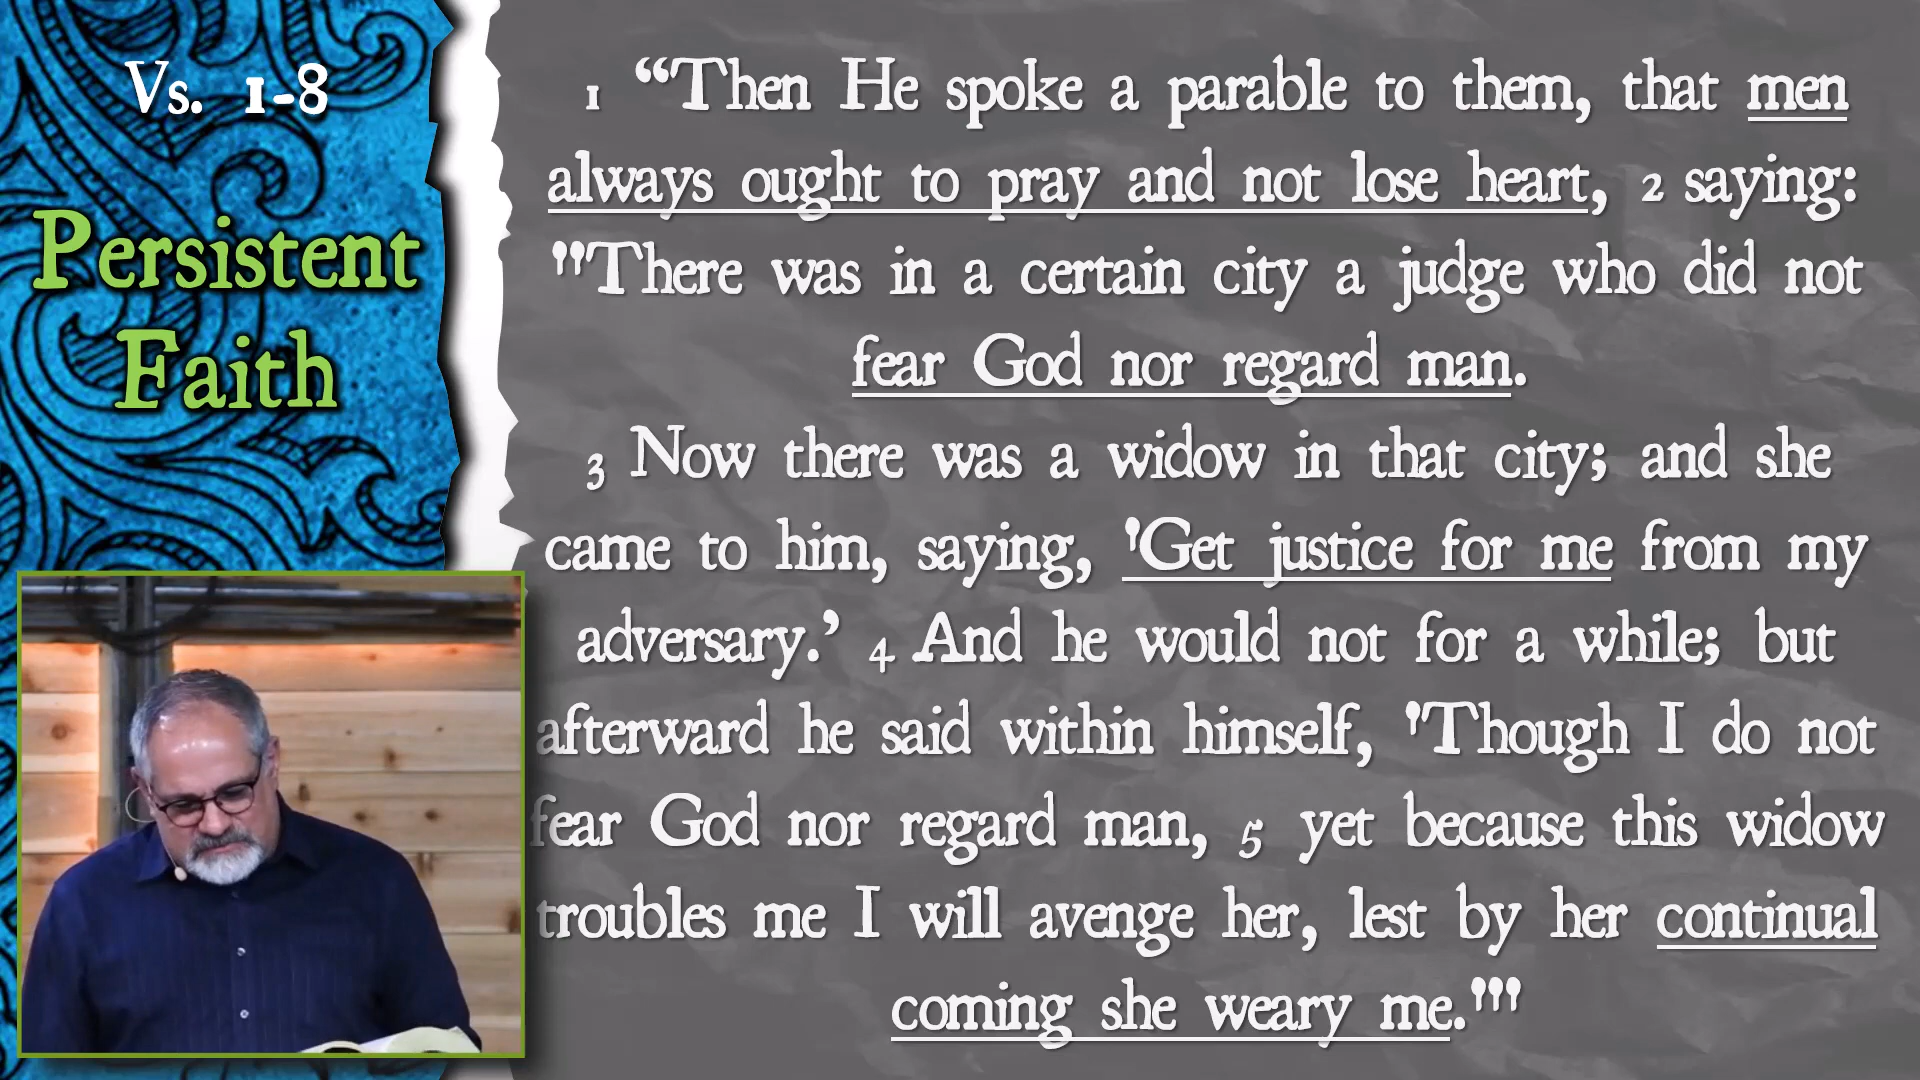 Vs. 1-8
Persistent
Faith
1 “Then He spoke a parable to them, that men
always ought to pray and not lose heart, 2 saying:
"There was in a certain city a judge who did not
fear God nor regard man.
3 Now there was a widow in that city; and she
came to him, saying, 'Get justice for me from my
adversary.’ 4 And he would not for a while; but
afterward he said within himself, 'Though I do not
fear God nor regard man, 5 yet because this widow
troubles me I will avenge her, lest by her continual
coming she weary me.'"